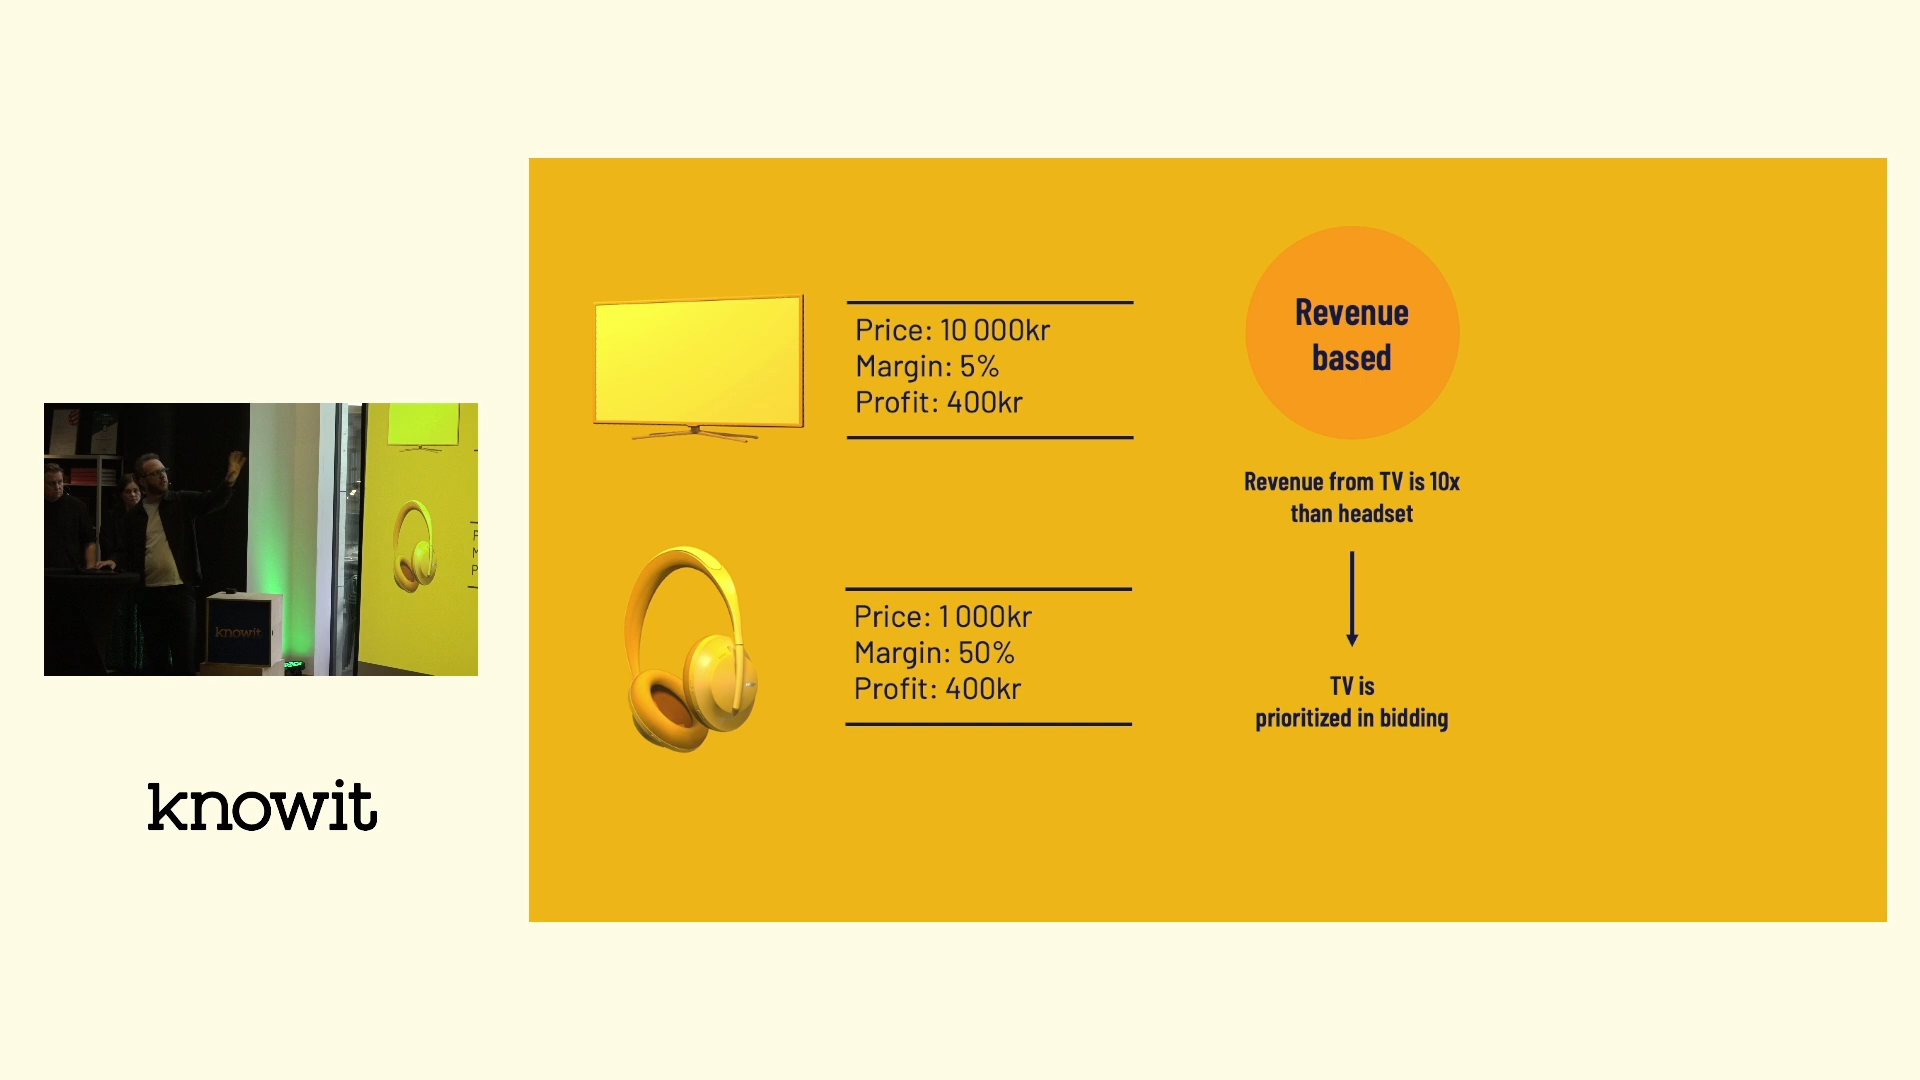 Price: 10 000kr
Margin: 5%
Profit: 400kr
Price: 1 000kr
Margin: 50%
Profit: 400kr
Revenue
based
Revenue from TV is 10x
than headset
TV is
prioritized in bidding
knowit
knowit
P
M
P